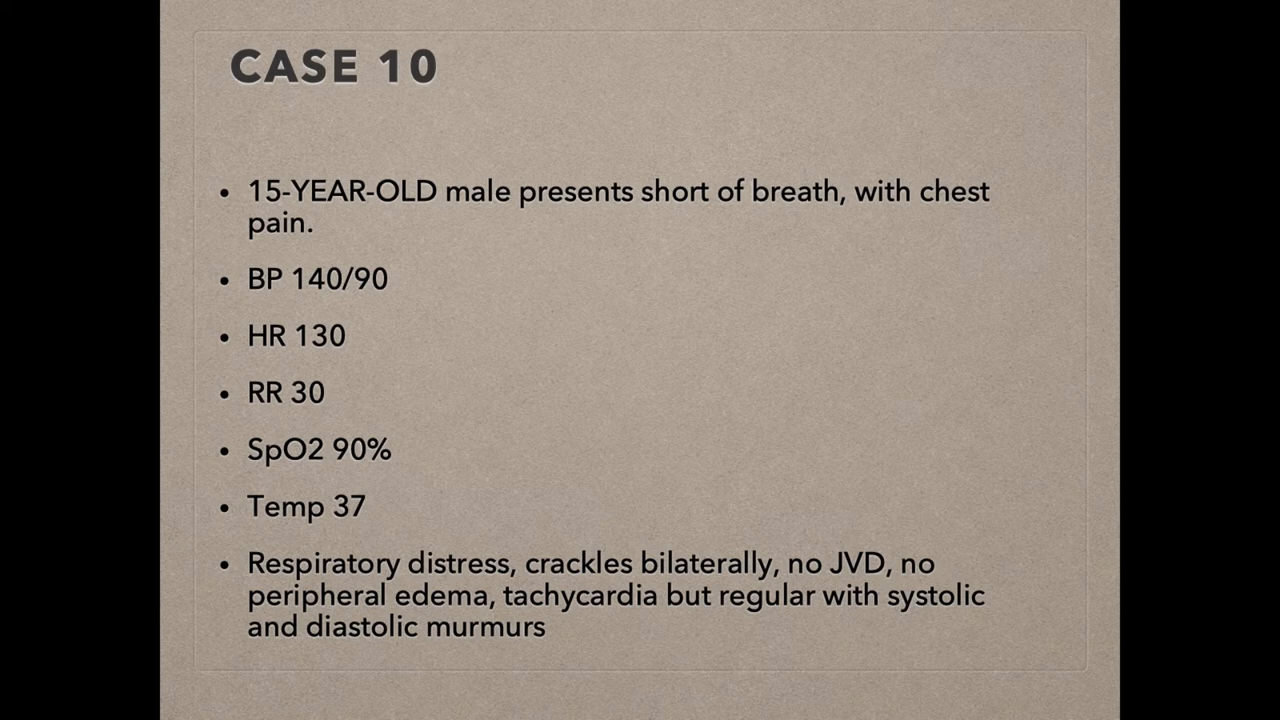 CASE 10
• 15-YEAR-OLD male presents short of breath, with chest
pain.
• BP 140/90
• HR 130
• RR 30
• SpO2 90%
• Temp 37
• Respiratory distress, crackles bilaterally, no JVD, no
peripheral edema, tachycardia but regular with systolic
and diastolic murmurs